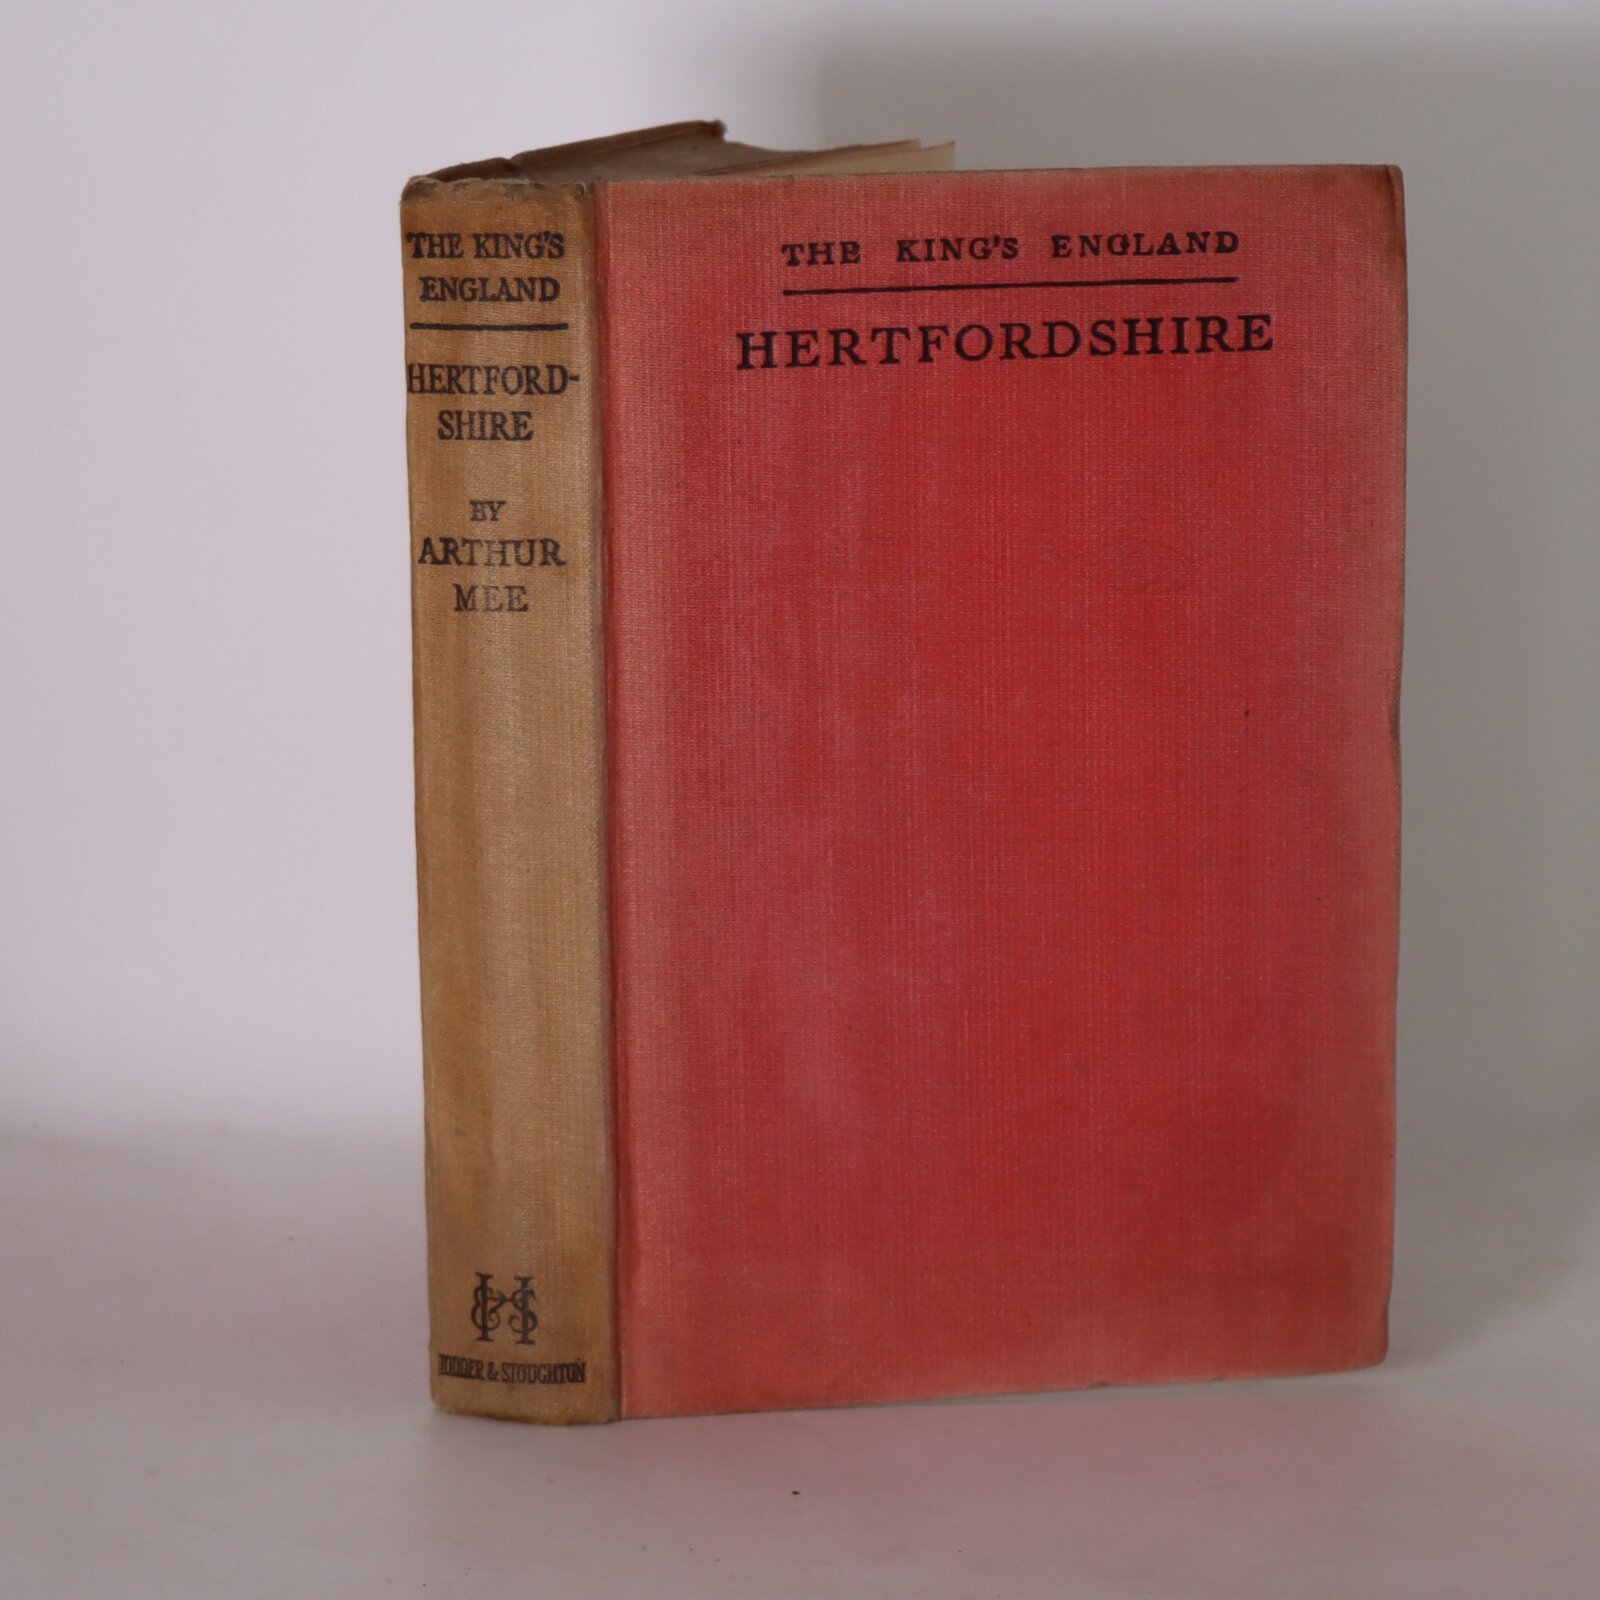 THE KING'S
ENGLAND
HERTFORD-
SHIRE
BY
ARTHUR
MEE
H&S
HODDER & STOUGHTON
THE KING'S ENGLAND
HERTFORDSHIRE